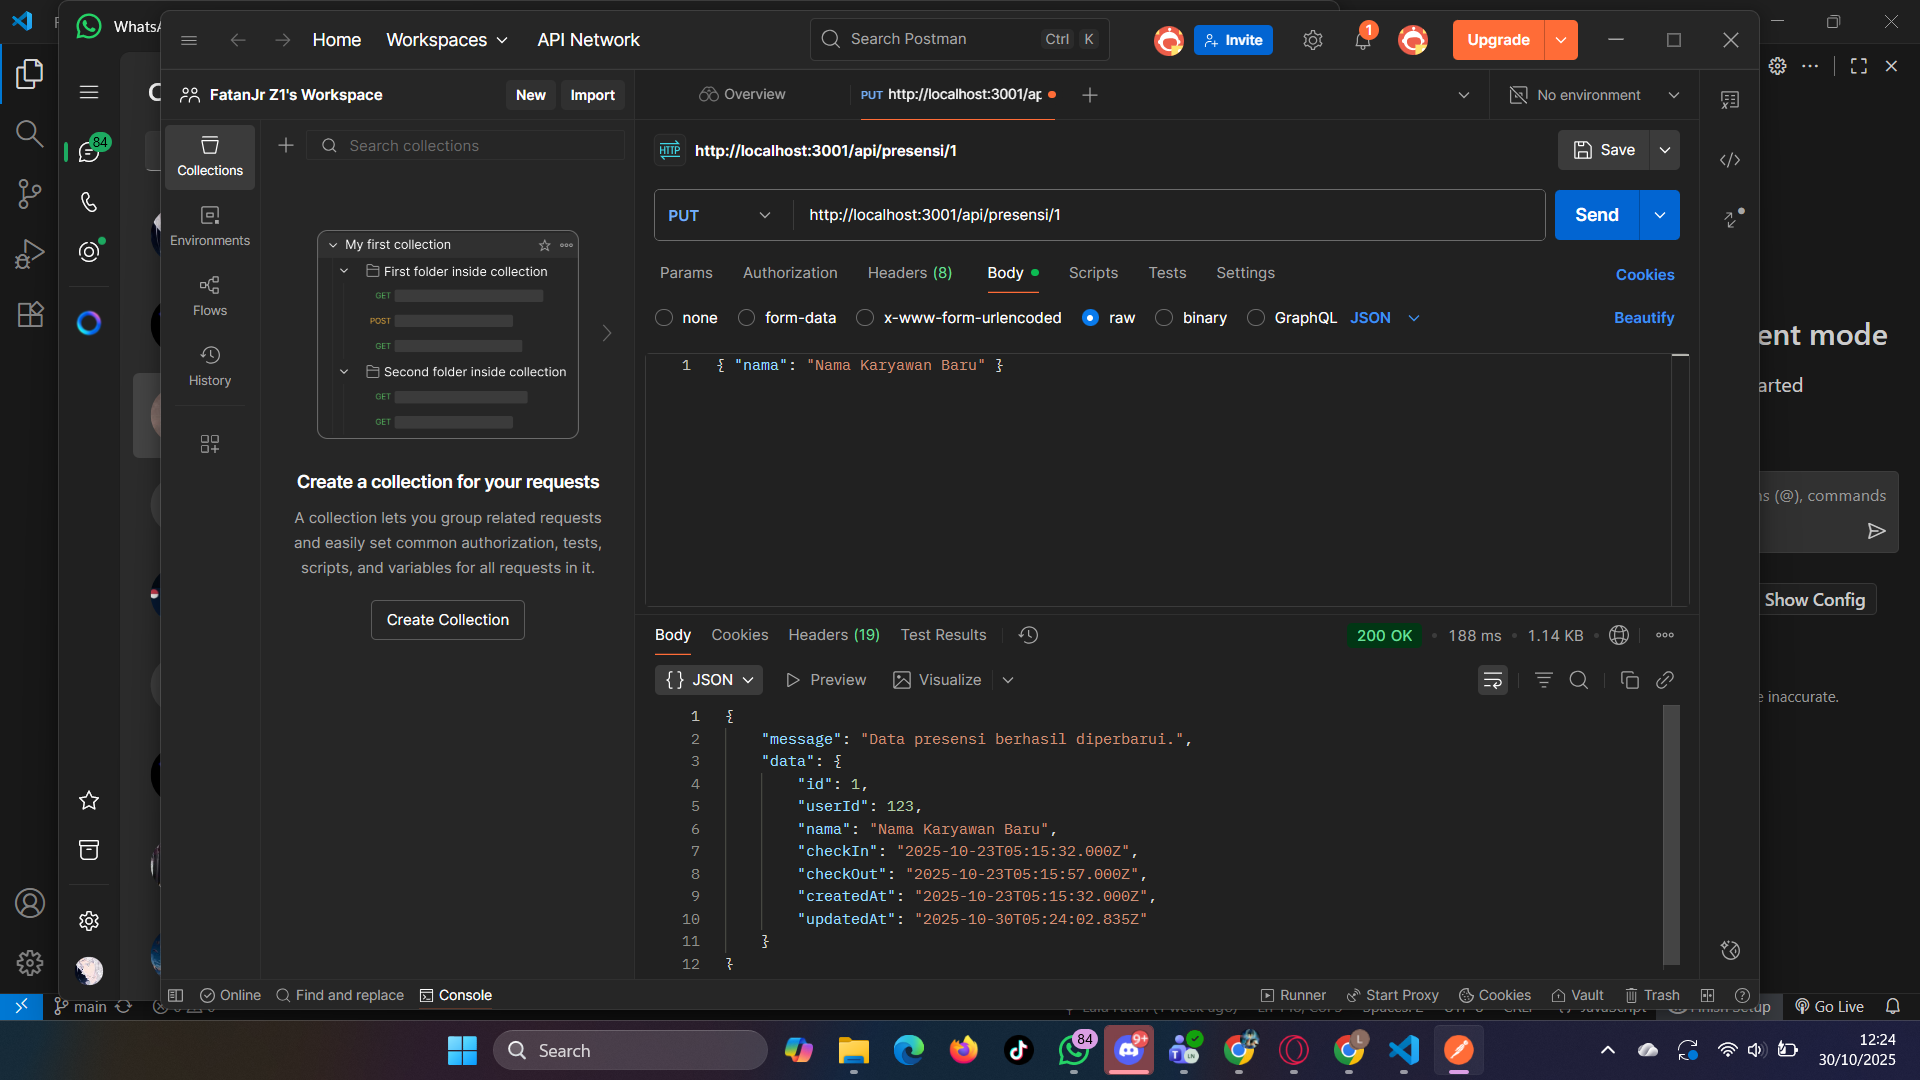 WhatsA
Home
Workspaces
API Network
Search Postman
Ctrl
K
Invite
1
Upgrade
FatanJr Z1's Workspace
New
Import
Overview
PUT http://localhost:3001/ap
No environment
84
Collections
Search collections
http://localhost:3001/api/presensi/1
Save
Environments
PUT
http://localhost:3001/api/presensi/1
Send
Flows
History
My first collection
First folder inside collection
GET
POST
GET
Second folder inside collection
GET
GET
Create a collection for your requests
A collection lets you group related requests
and easily set common authorization, tests,
scripts, and variables for all requests in it.
Create Collection
Params
Authorization
Headers (8)
Body
Scripts
Tests
Settings
Cookies
none
form-data
x-www-form-urlencoded
raw
binary
GraphQL
JSON
Beautify
1 { "nama": "Nama Karyawan Baru" }
ent mode
arted
s (@), commands
Show Config
e inaccurate.
Body
Cookies
Headers (19)
Test Results
200 OK
188 ms
1.14 KB
{} JSON
Preview
Visualize
1 {
2 "message": "Data presensi berhasil diperbarui.",
3 "data": {
4 "id": 1,
5 "userId": 123,
6 "nama": "Nama Karyawan Baru",
7 "checkIn": "2025-10-23T05:15:32.000Z",
8 "checkOut": "2025-10-23T05:15:57.000Z",
9 "createdAt": "2025-10-23T05:15:32.000Z",
10 "updatedAt": "2025-10-30T05:24:02.835Z"
11 }
12 }
Online
Find and replace
Console
Runner
Start Proxy
Cookies
Vault
Trash
main
Go Live
Search
84
9+
12:24
30/10/2025